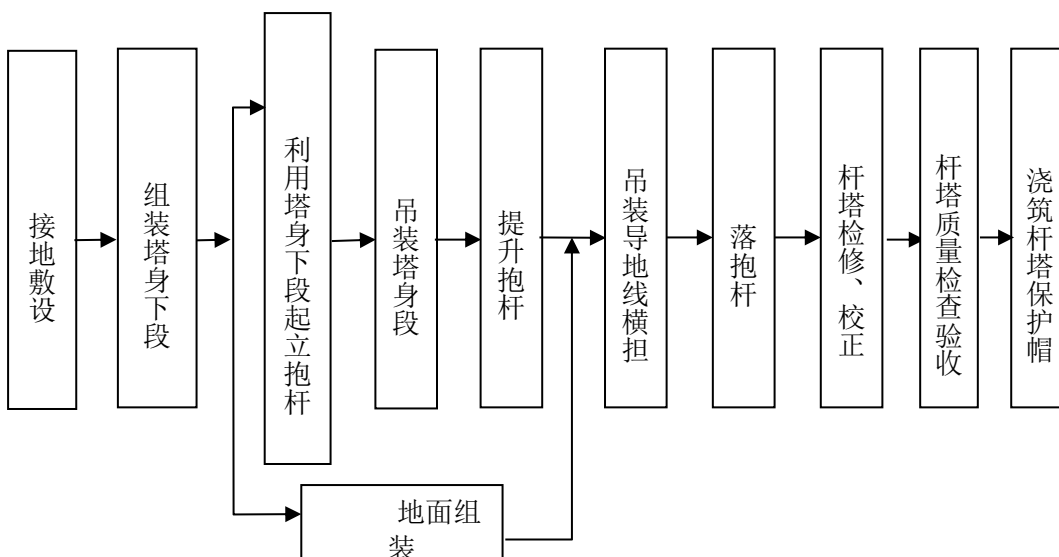 接地敷设
组装塔身下段
利用塔身下段起立抱杆
吊装塔身段
提升抱杆
吊装导地线横担
落抱杆
杆塔检修、校正
杆塔质量检查验收
浇筑杆塔保护帽
地面组
装